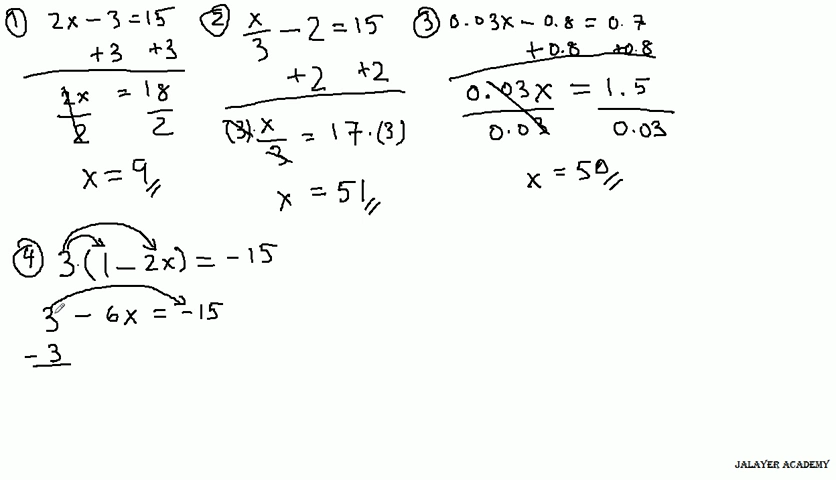 ① 2x − 3 = 15
+3 +3
2x/2 = 18/2
x = 9
② x/3 − 2 = 15
+2 +2
(3)·x/3 = 17·(3)
x = 51
③ 0.03x − 0.8 = 0.7
+0.8 +0.8
0.03x/0.03 = 1.5/0.03
x = 50
④ 3·(1 − 2x) = −15
3 − 6x = −15
−3
JALAYER ACADEMY